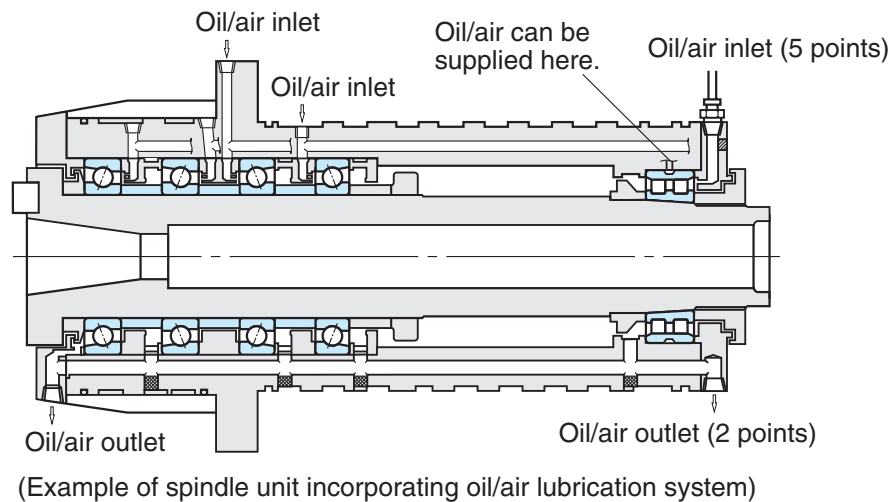 Oil/air inlet
Oil/air can be
supplied here.
Oil/air inlet (5 points)
Oil/air inlet
Oil/air outlet
Oil/air outlet (2 points)
(Example of spindle unit incorporating oil/air lubrication system)